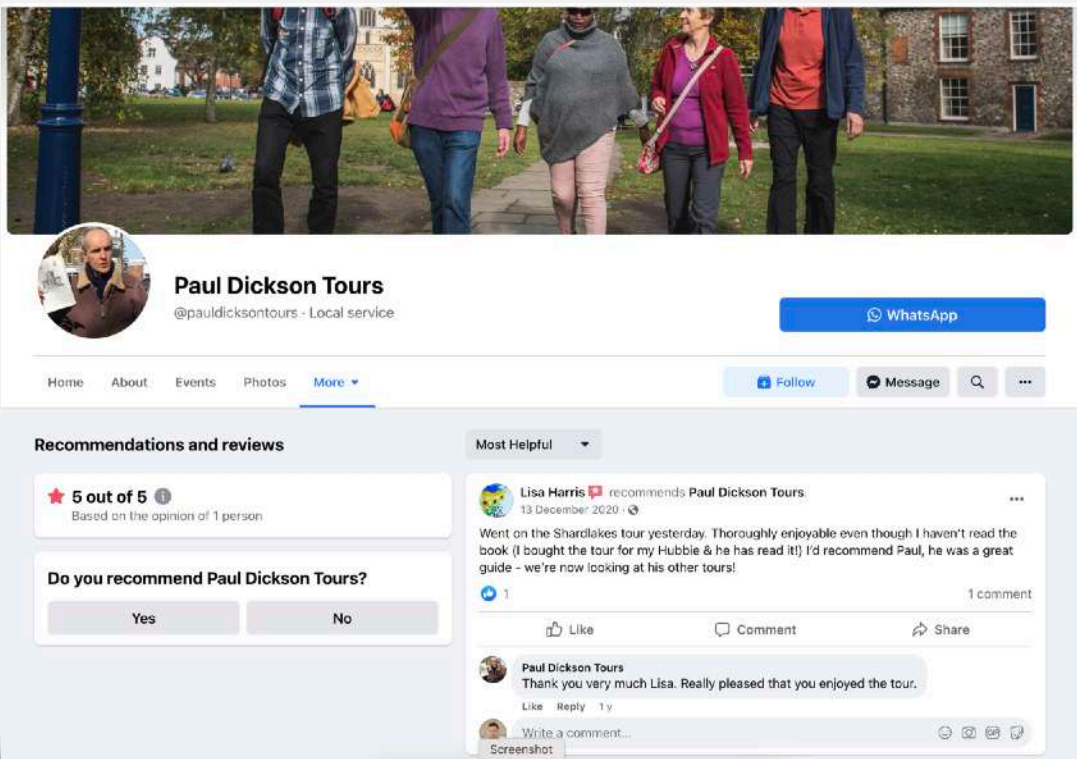 Paul Dickson Tours
@pauldicksontours · Local service
WhatsApp
Home About Events Photos More
Follow Message
Recommendations and reviews
Most Helpful
5 out of 5
Based on the opinion of 1 person
Do you recommend Paul Dickson Tours?
Yes No
Lisa Harris recommends Paul Dickson Tours.
13 December 2020 ·
Went on the Shardlakes tour yesterday. Thoroughly enjoyable even though I haven't read the
book (I bought the tour for my Hubbie & he has read it!) I'd recommend Paul, he was a great
guide - we're now looking at his other tours!
1
1 comment
Like Comment Share
Paul Dickson Tours
Thank you very much Lisa. Really pleased that you enjoyed the tour.
Like Reply 1 y
Write a comment...
GIF
Screenshot